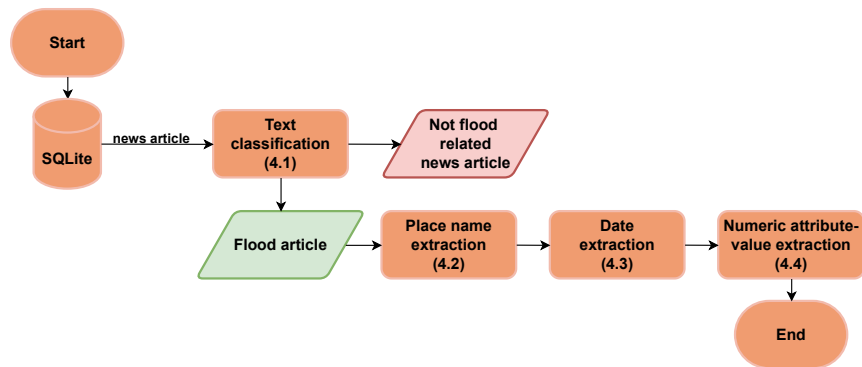 Start
SQLite
news article
Text
classification
(4.1)
Not flood
related
news article
Flood article
Place name
extraction
(4.2)
Date
extraction
(4.3)
Numeric attribute-
value extraction
(4.4)
End